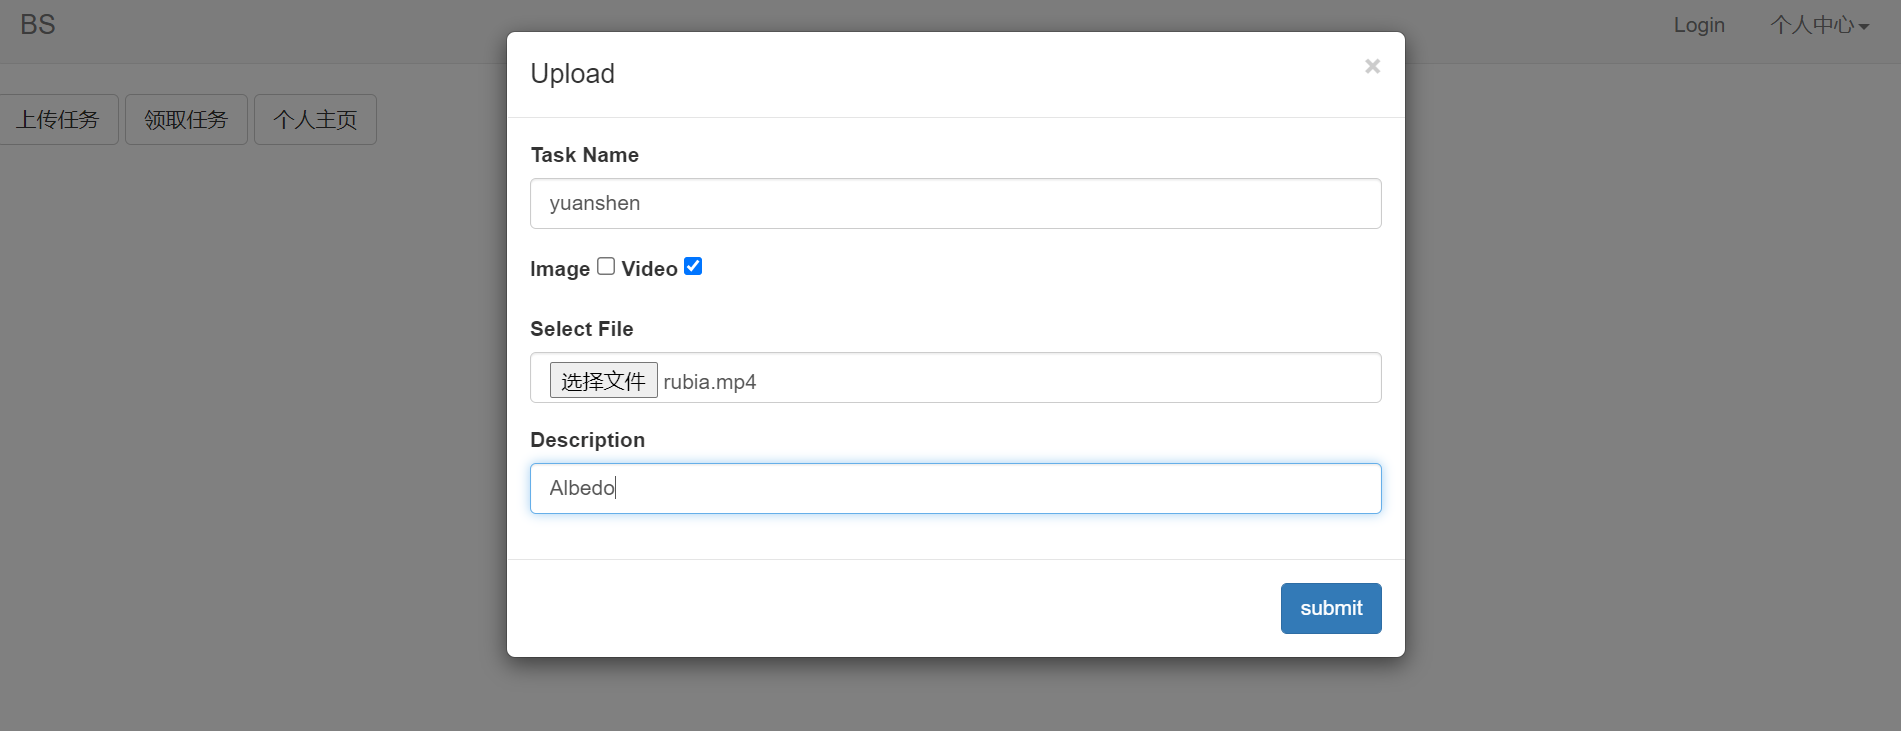 BS
Login 个人中心
上传任务 领取任务 个人主页
Upload ×
Task Name
yuanshen
Image Video
Select File
选择文件 rubia.mp4
Description
Albedo
submit